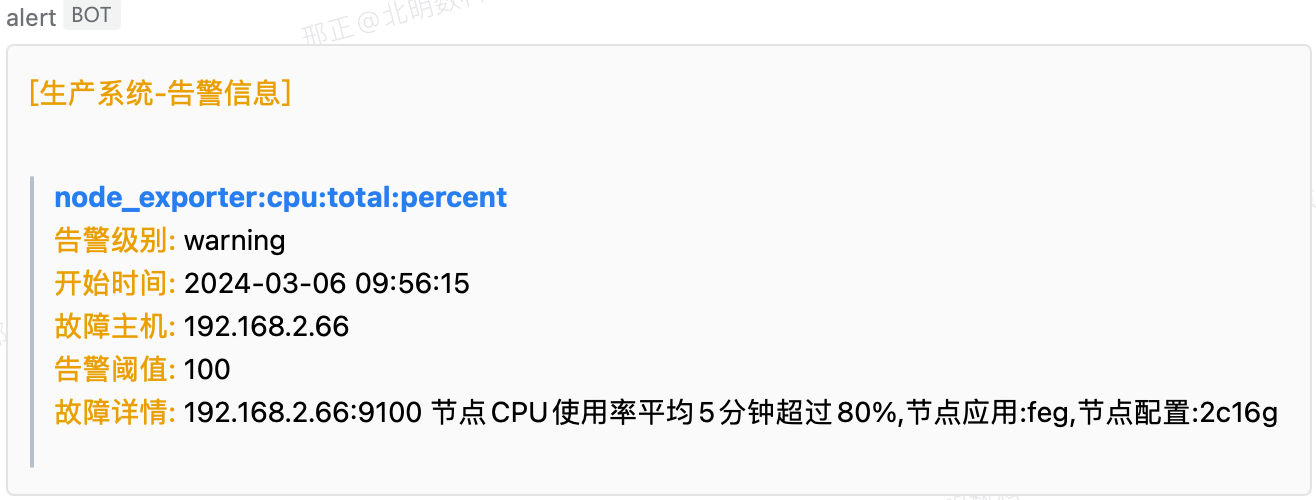 alert BOT
邢正@北明数科
[生产系统-告警信息]
node_exporter:cpu:total:percent
告警级别: warning
开始时间: 2024-03-06 09:56:15
故障主机: 192.168.2.66
告警阈值: 100
故障详情: 192.168.2.66:9100 节点CPU使用率平均5分钟超过80%,节点应用:feg,节点配置:2c16g